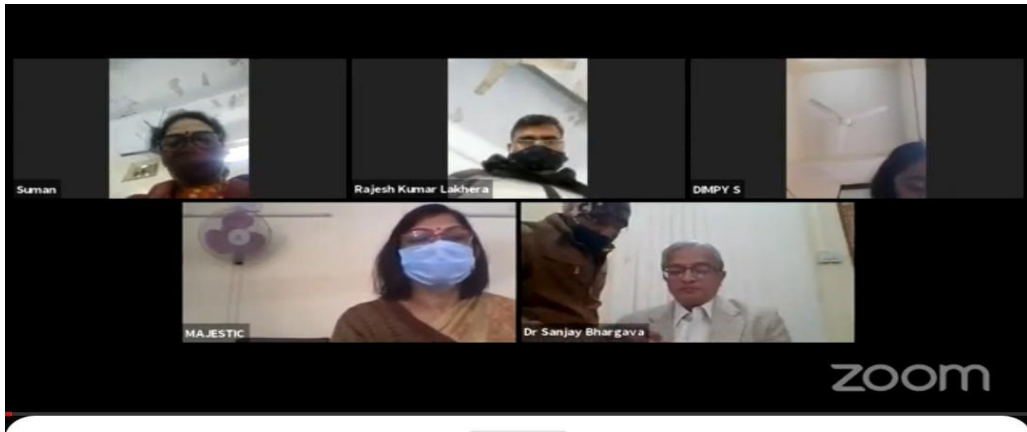 Suman
Rajesh Kumar Lakhera
DIMPY S
MAJESTIC
Dr Sanjay Bhargava
zoom